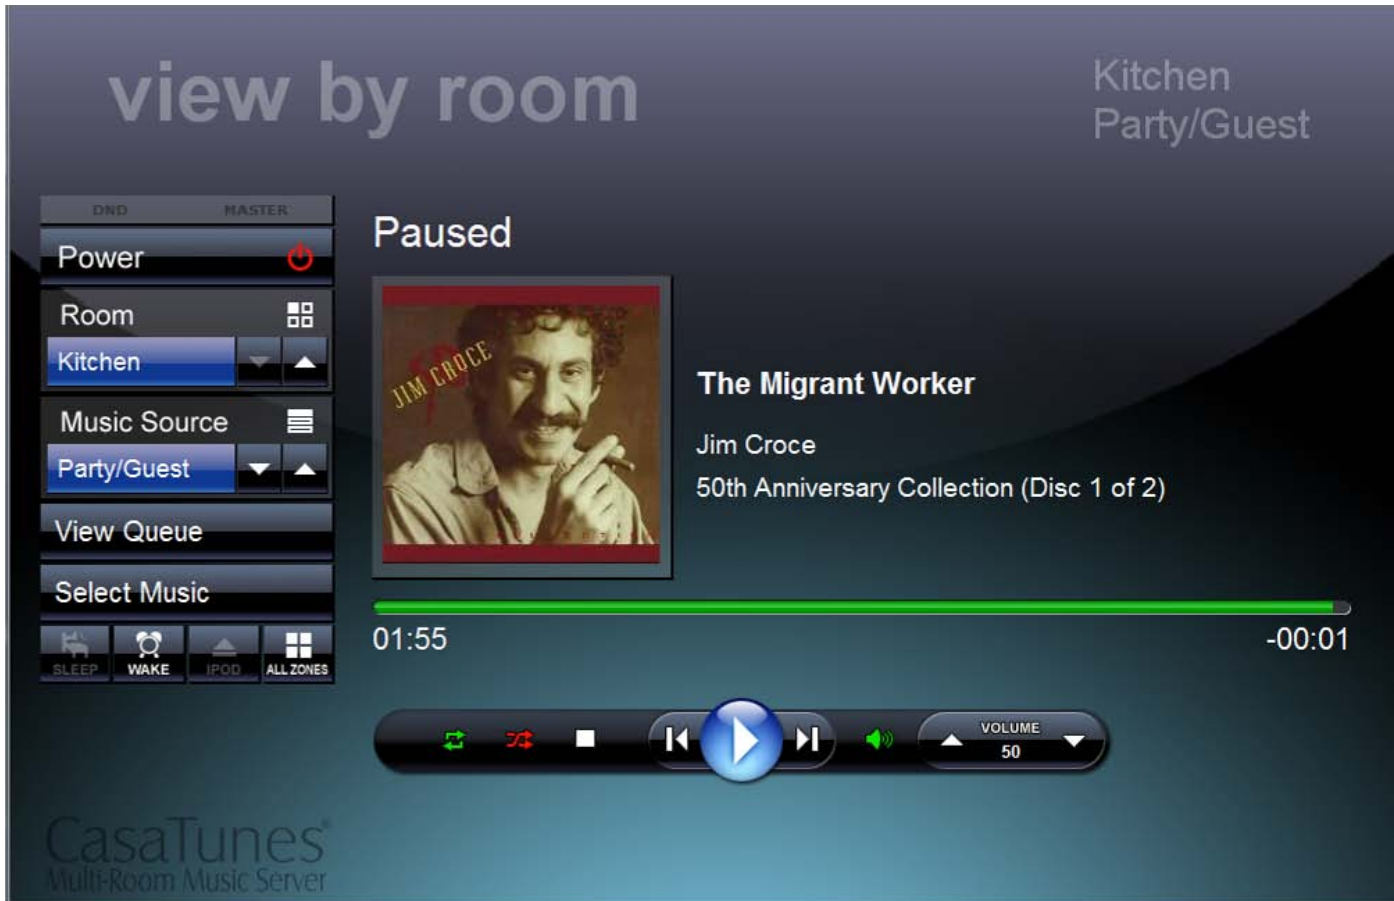 view by room
Kitchen
Party/Guest
DND MASTER
Power
Room
Kitchen
Music Source
Party/Guest
View Queue
Select Music
SLEEP WAKE IPOD ALL ZONES
Paused
JIM CROCE
The Migrant Worker
Jim Croce
50th Anniversary Collection (Disc 1 of 2)
01:55 -00:01
VOLUME
50
CasaTunes®
Multi-Room Music Server